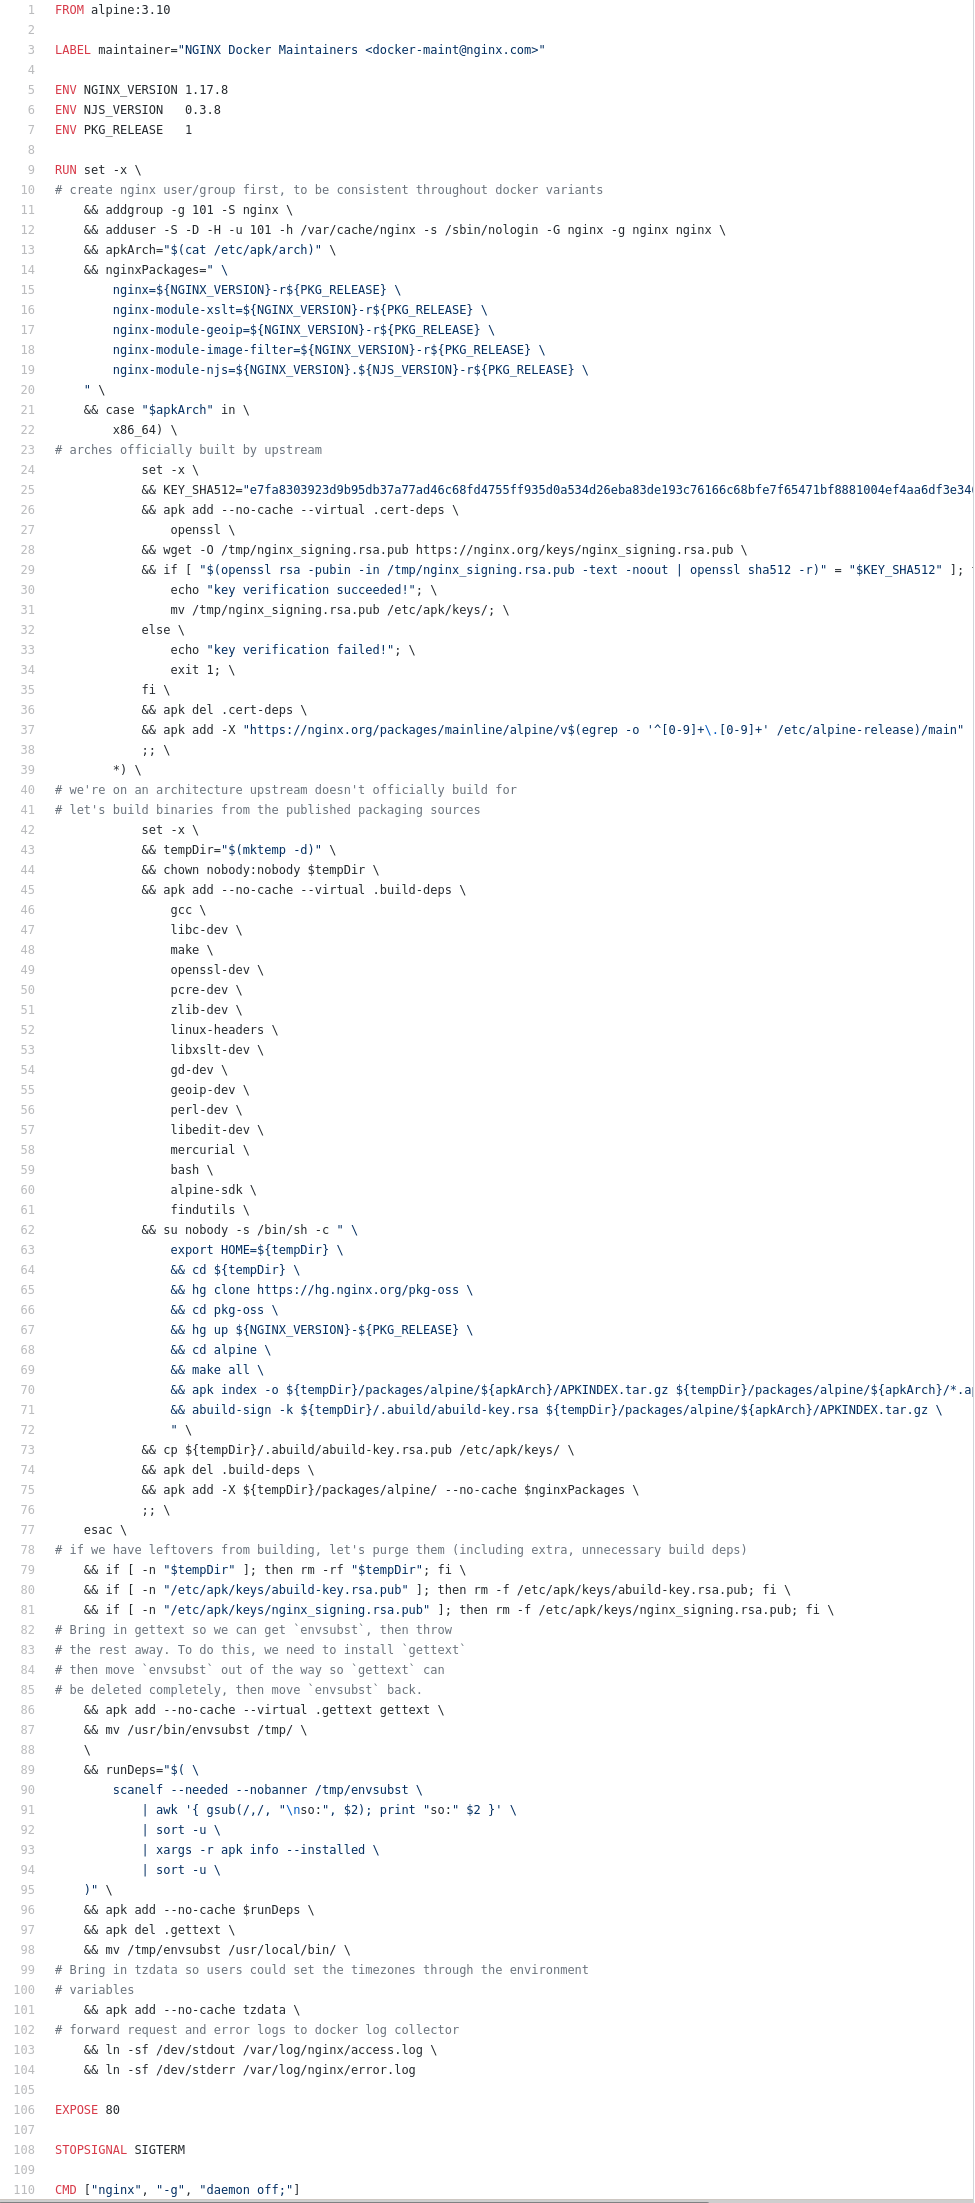 1 FROM alpine:3.10
2
3 LABEL maintainer="NGINX Docker Maintainers <docker-maint@nginx.com>"
4
5 ENV NGINX_VERSION 1.17.8
6 ENV NJS_VERSION   0.3.8
7 ENV PKG_RELEASE   1
8
9 RUN set -x \
10 # create nginx user/group first, to be consistent throughout docker variants
11     && addgroup -g 101 -S nginx \
12     && adduser -S -D -H -u 101 -h /var/cache/nginx -s /sbin/nologin -G nginx -g nginx nginx \
13     && apkArch="$(cat /etc/apk/arch)" \
14     && nginxPackages=" \
15         nginx=${NGINX_VERSION}-r${PKG_RELEASE} \
16         nginx-module-xslt=${NGINX_VERSION}-r${PKG_RELEASE} \
17         nginx-module-geoip=${NGINX_VERSION}-r${PKG_RELEASE} \
18         nginx-module-image-filter=${NGINX_VERSION}-r${PKG_RELEASE} \
19         nginx-module-njs=${NGINX_VERSION}.${NJS_VERSION}-r${PKG_RELEASE} \
20     " \
21     && case "$apkArch" in \
22         x86_64) \
23 # arches officially built by upstream
24             set -x \
25             && KEY_SHA512="e7fa8303923d9b95db37a77ad46c68fd4755ff935d0a534d26eba83de193c76166c68bfe7f65471bf8881004ef4aa6df3e34
26             && apk add --no-cache --virtual .cert-deps \
27                 openssl \
28             && wget -O /tmp/nginx_signing.rsa.pub https://nginx.org/keys/nginx_signing.rsa.pub \
29             && if [ "$(openssl rsa -pubin -in /tmp/nginx_signing.rsa.pub -text -noout | openssl sha512 -r)" = "$KEY_SHA512" ];
30                 echo "key verification succeeded!"; \
31                 mv /tmp/nginx_signing.rsa.pub /etc/apk/keys/; \
32             else \
33                 echo "key verification failed!"; \
34                 exit 1; \
35             fi \
36             && apk del .cert-deps \
37             && apk add -X "https://nginx.org/packages/mainline/alpine/v$(egrep -o '^[0-9]+\.[0-9]+' /etc/alpine-release)/main"
38             ;; \
39         *) \
40 # we're on an architecture upstream doesn't officially build for
41 # let's build binaries from the published packaging sources
42             set -x \
43             && tempDir="$(mktemp -d)" \
44             && chown nobody:nobody $tempDir \
45             && apk add --no-cache --virtual .build-deps \
46                 gcc \
47                 libc-dev \
48                 make \
49                 openssl-dev \
50                 pcre-dev \
51                 zlib-dev \
52                 linux-headers \
53                 libxslt-dev \
54                 gd-dev \
55                 geoip-dev \
56                 perl-dev \
57                 libedit-dev \
58                 mercurial \
59                 bash \
60                 alpine-sdk \
61                 findutils \
62             && su nobody -s /bin/sh -c " \
63                 export HOME=${tempDir} \
64                 && cd ${tempDir} \
65                 && hg clone https://hg.nginx.org/pkg-oss \
66                 && cd pkg-oss \
67                 && hg up ${NGINX_VERSION}-${PKG_RELEASE} \
68                 && cd alpine \
69                 && make all \
70                 && apk index -o ${tempDir}/packages/alpine/${apkArch}/APKINDEX.tar.gz ${tempDir}/packages/alpine/${apkArch}/*.ap
71                 && abuild-sign -k ${tempDir}/.abuild/abuild-key.rsa ${tempDir}/packages/alpine/${apkArch}/APKINDEX.tar.gz \
72                 " \
73             && cp ${tempDir}/.abuild/abuild-key.rsa.pub /etc/apk/keys/ \
74             && apk del .build-deps \
75             && apk add -X ${tempDir}/packages/alpine/ --no-cache $nginxPackages \
76             ;; \
77     esac \
78 # if we have leftovers from building, let's purge them (including extra, unnecessary build deps)
79     && if [ -n "$tempDir" ]; then rm -rf "$tempDir"; fi \
80     && if [ -n "/etc/apk/keys/abuild-key.rsa.pub" ]; then rm -f /etc/apk/keys/abuild-key.rsa.pub; fi \
81     && if [ -n "/etc/apk/keys/nginx_signing.rsa.pub" ]; then rm -f /etc/apk/keys/nginx_signing.rsa.pub; fi \
82 # Bring in gettext so we can get `envsubst`, then throw
83 # the rest away. To do this, we need to install `gettext`
84 # then move `envsubst` out of the way so `gettext` can
85 # be deleted completely, then move `envsubst` back.
86     && apk add --no-cache --virtual .gettext gettext \
87     && mv /usr/bin/envsubst /tmp/ \
88     \
89     && runDeps="$( \
90         scanelf --needed --nobanner /tmp/envsubst \
91             | awk '{ gsub(/,/, "\nso:", $2); print "so:" $2 }' \
92             | sort -u \
93             | xargs -r apk info --installed \
94             | sort -u \
95     )" \
96     && apk add --no-cache $runDeps \
97     && apk del .gettext \
98     && mv /tmp/envsubst /usr/local/bin/ \
99 # Bring in tzdata so users could set the timezones through the environment
100 # variables
101     && apk add --no-cache tzdata \
102 # forward request and error logs to docker log collector
103     && ln -sf /dev/stdout /var/log/nginx/access.log \
104     && ln -sf /dev/stderr /var/log/nginx/error.log
105
106 EXPOSE 80
107
108 STOPSIGNAL SIGTERM
109
110 CMD ["nginx", "-g", "daemon off;"]